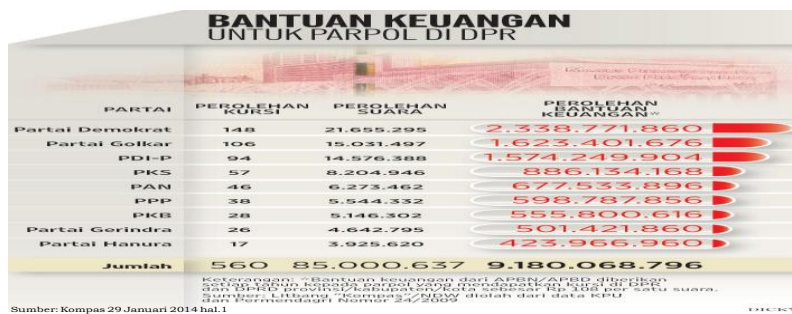 BANTUAN KEUANGAN
UNTUK PARPOL DI DPR
PARTAI PEROLEHAN KURSI PEROLEHAN SUARA PEROLEHAN BANTUAN KEUANGAN*)
Partai Demokrat 148 21.655.295 2.338.771.860
Partai Golkar 106 15.031.497 1.623.401.676
PDI-P 94 14.576.388 1.574.249.904
PKS 57 8.204.946 886.134.168
PAN 46 6.273.462 677.533.896
PPP 38 5.544.332 598.787.856
PKB 28 5.146.302 555.800.616
Partai Gerindra 26 4.642.795 501.421.860
Partai Hanura 17 3.925.620 423.966.960
Jumlah 560 85.000.637 9.180.068.796
Keterangan: *)Bantuan keuangan dari APBN/APBD diberikan
setiap tahun kepada parpol yang mendapatkan kursi di DPR
dan DPRD provinsi/kabupaten/kota sebesar Rp 108 per satu suara.
Sumber: Litbang "Kompas"/NDW diolah dari data KPU
dan Permendagri Nomor 24/2009
Sumber: Kompas 29 Januari 2014 hal.1
DICKY